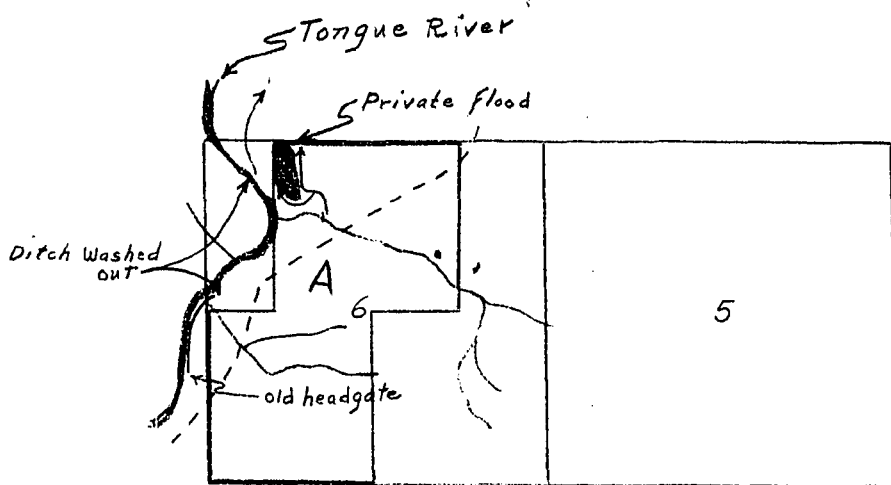 Tongue River
Private flood
Ditch Washed
out
A
6
5
old headgate